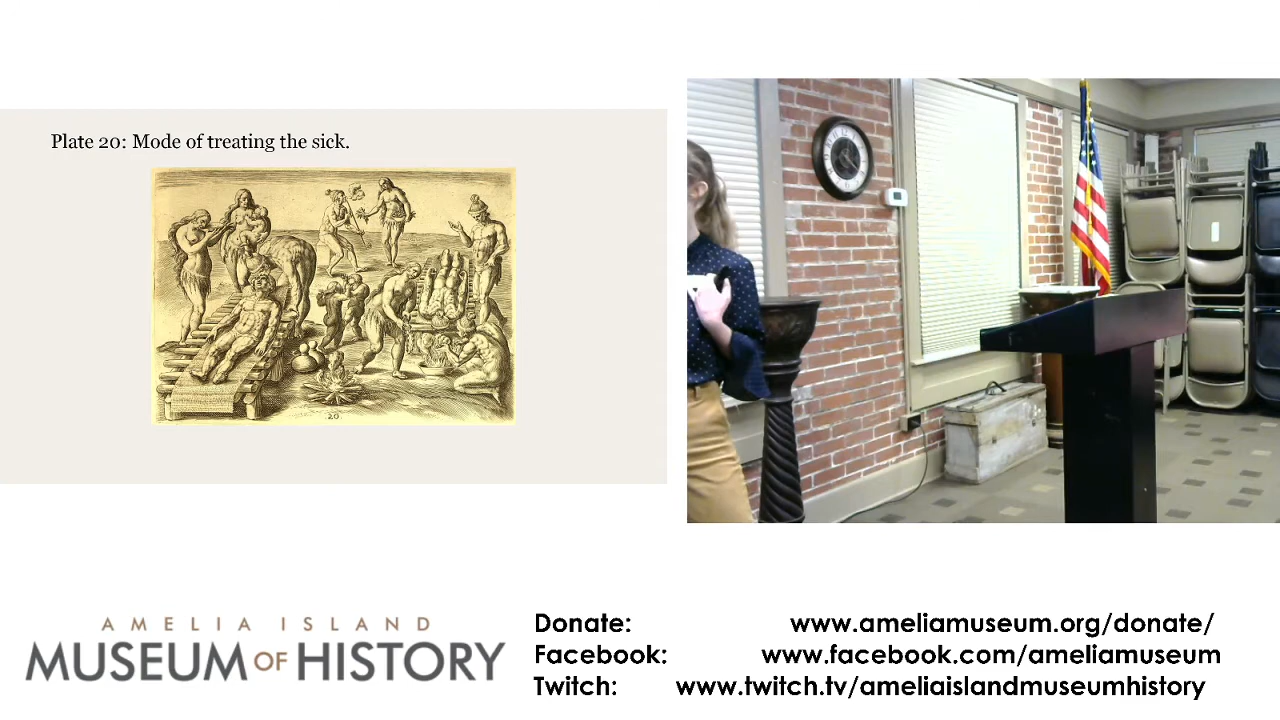 Plate 20: Mode of treating the sick.
20
AMELIA ISLAND
MUSEUM OF HISTORY
Donate: www.ameliamuseum.org/donate/
Facebook: www.facebook.com/ameliamuseum
Twitch: www.twitch.tv/ameliaislandmuseumhistory